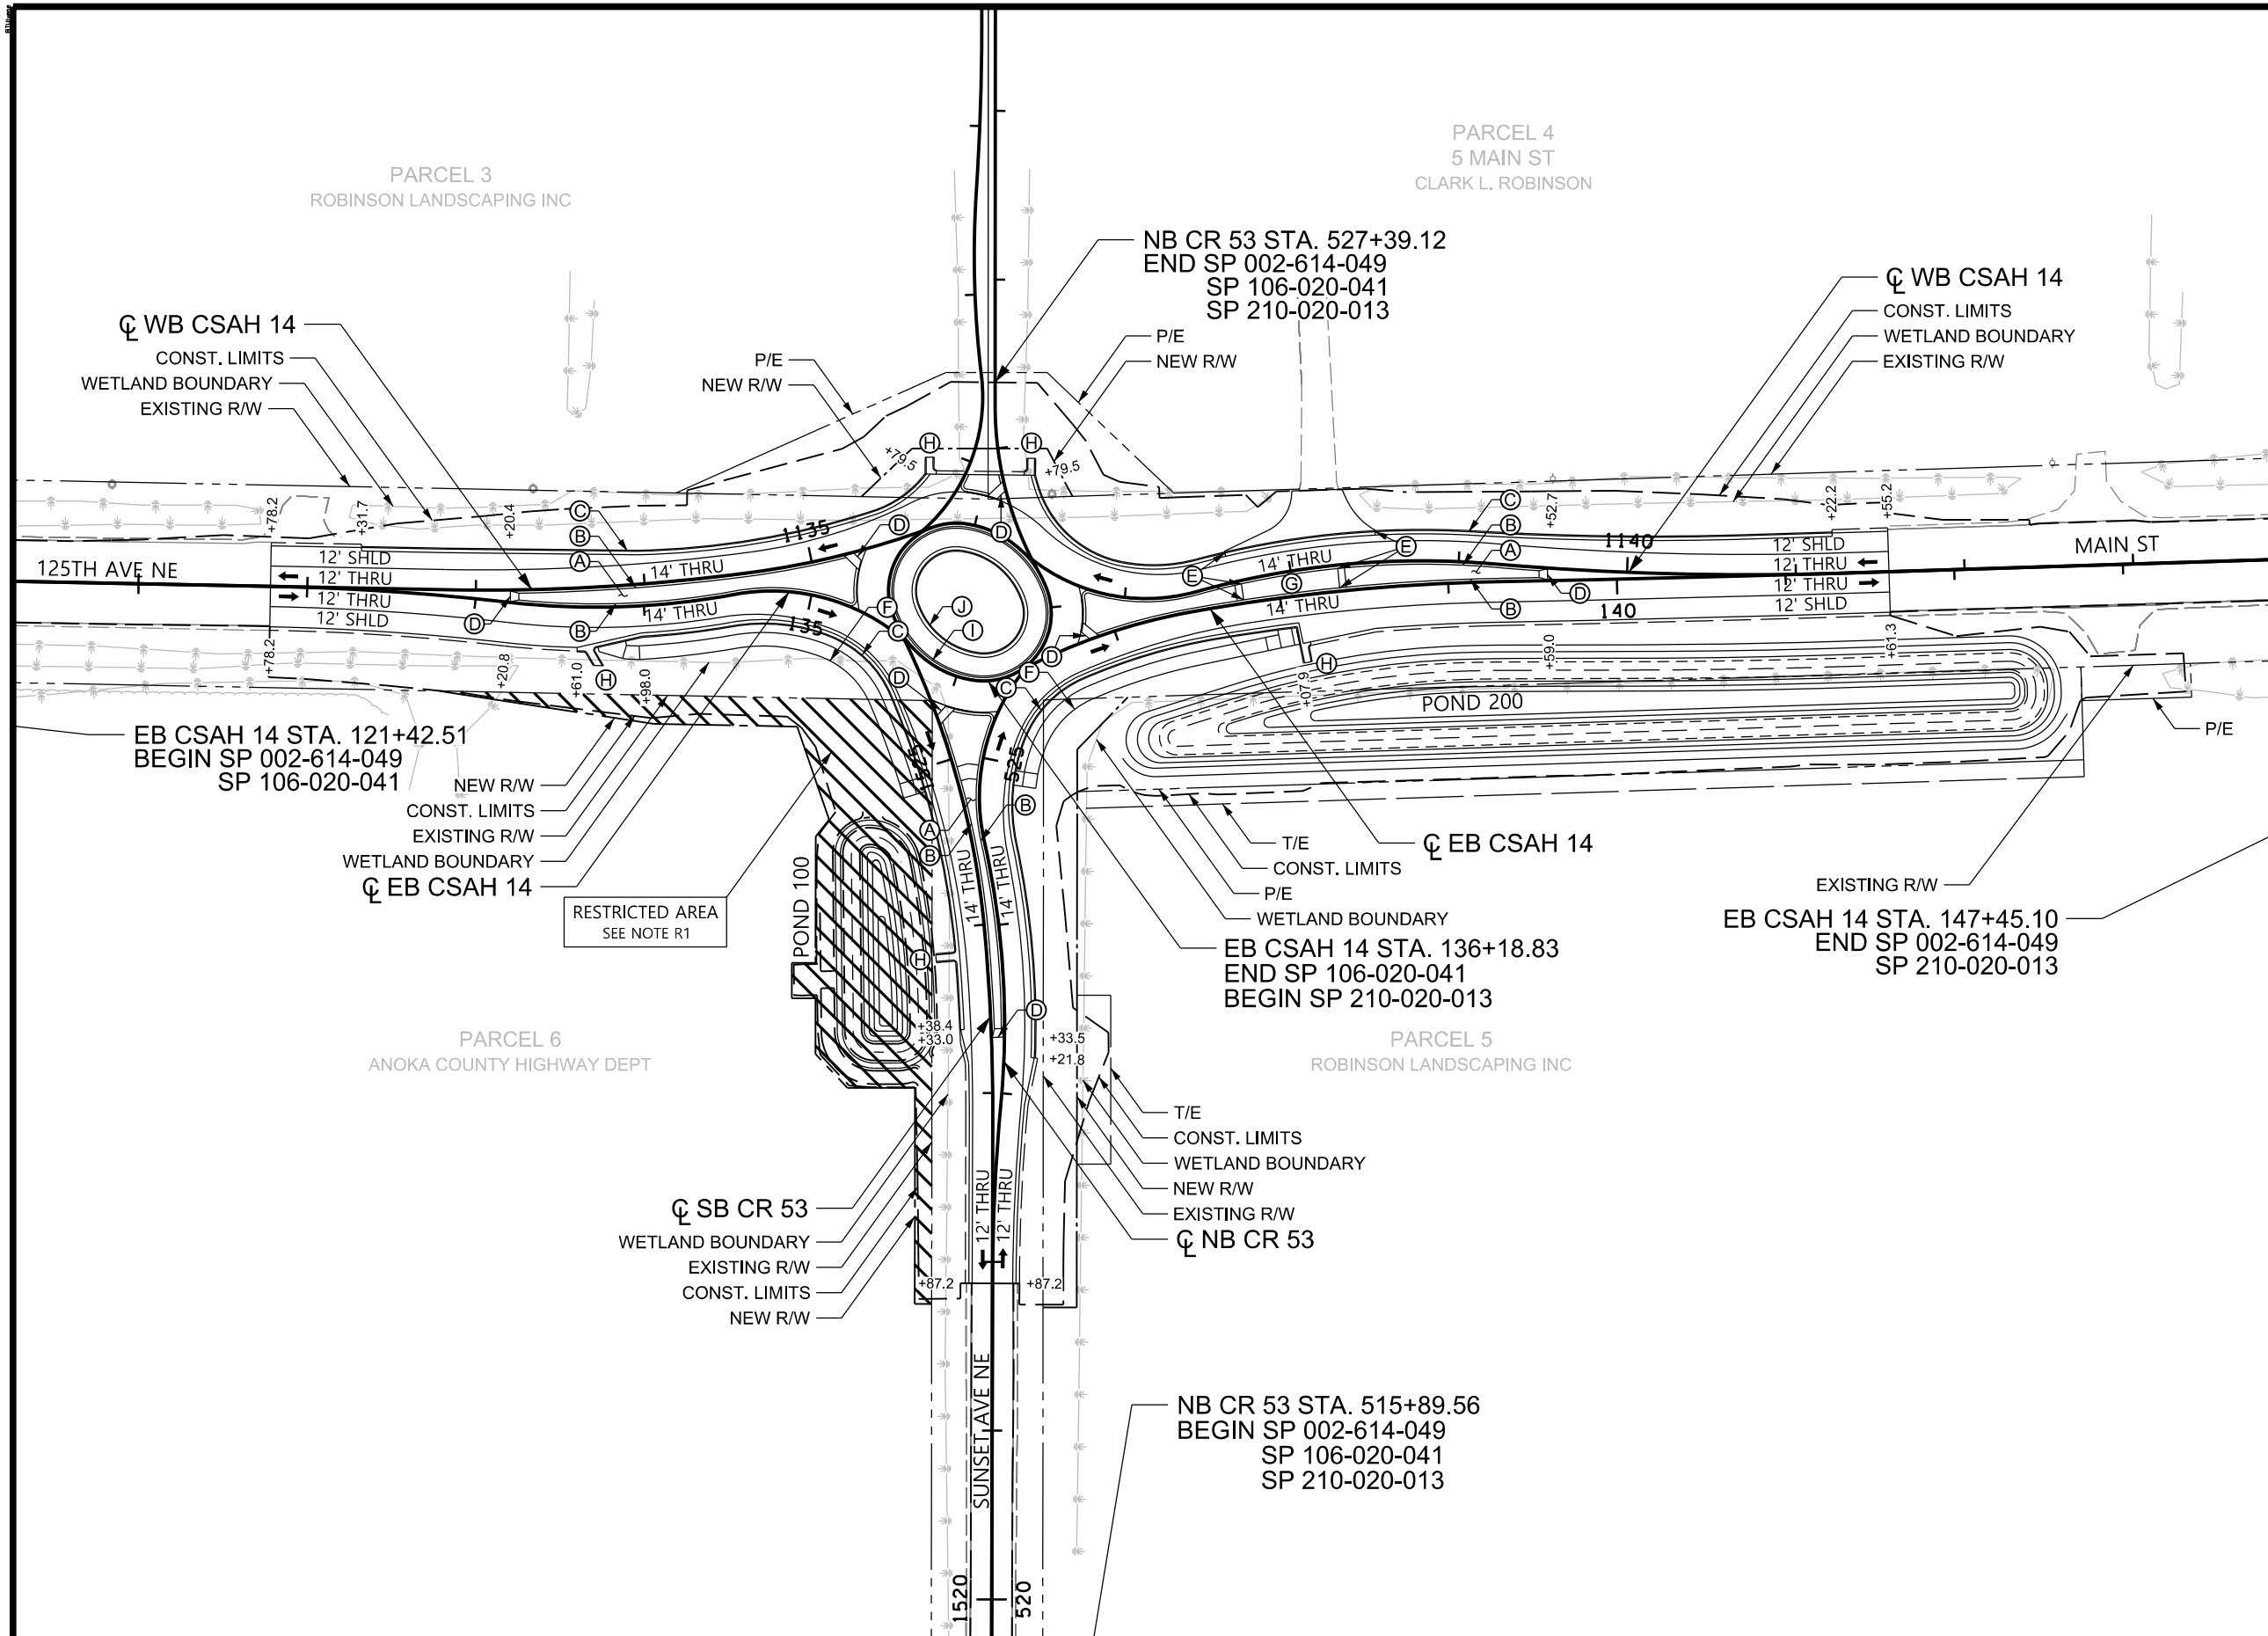 PARCEL 3
ROBINSON LANDSCAPING INC
PARCEL 4
5 MAIN ST
CLARK L. ROBINSON
NB CR 53 STA. 527+39.12
END SP 002-614-049
SP 106-020-041
SP 210-020-013
℄ WB CSAH 14
CONST. LIMITS
WETLAND BOUNDARY
EXISTING R/W
P/E
NEW R/W
P/E
NEW R/W
℄ WB CSAH 14
CONST. LIMITS
WETLAND BOUNDARY
EXISTING R/W
H
H
+79.5
+79.5
+78.2
+31.7
+20.4
C
B
A
1135
D
D
C
B
A
E
E
G
+52.7
+22.2
+55.2
1140
125TH AVE NE
12' SHLD
12' THRU
12' THRU
12' SHLD
14' THRU
14' THRU
14' THRU
14' THRU
12' SHLD
12' THRU
12' THRU
12' SHLD
MAIN ST
D
B
135
F
C
J
I
D
B
D
140
+78.2
+20.8
+61.0
H
+98.0
D
F
C
H
+07.9
+59.0
+61.3
POND 200
P/E
EB CSAH 14 STA. 121+42.51
BEGIN SP 002-614-049
SP 106-020-041
NEW R/W
CONST. LIMITS
EXISTING R/W
WETLAND BOUNDARY
℄ EB CSAH 14
1525
525
A
B
B
RESTRICTED AREA
SEE NOTE R1
POND 100
14' THRU
14' THRU
H
T/E
CONST. LIMITS
P/E
WETLAND BOUNDARY
℄ EB CSAH 14
EB CSAH 14 STA. 136+18.83
END SP 106-020-041
BEGIN SP 210-020-013
EXISTING R/W
EB CSAH 14 STA. 147+45.10
END SP 002-614-049
SP 210-020-013
D
+38.4
+33.0
+33.5
+21.8
PARCEL 6
ANOKA COUNTY HIGHWAY DEPT
PARCEL 5
ROBINSON LANDSCAPING INC
T/E
CONST. LIMITS
WETLAND BOUNDARY
NEW R/W
EXISTING R/W
℄ NB CR 53
℄ SB CR 53
WETLAND BOUNDARY
EXISTING R/W
CONST. LIMITS
NEW R/W
12' THRU
12' THRU
+87.2
+87.2
SUNSET AVE NE
NB CR 53 STA. 515+89.56
BEGIN SP 002-614-049
SP 106-020-041
SP 210-020-013
1520
520